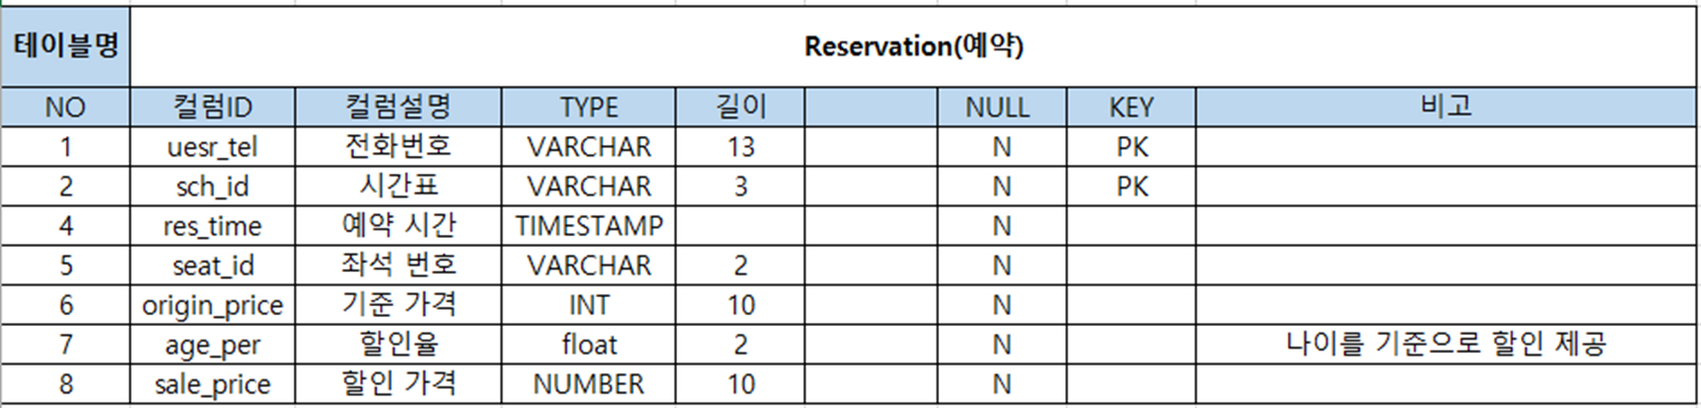 테이블명 Reservation(예약)
NO 컬럼ID 컬럼설명 TYPE 길이 NULL KEY 비고
1 uesr_tel 전화번호 VARCHAR 13 N PK
2 sch_id 시간표 VARCHAR 3 N PK
4 res_time 예약 시간 TIMESTAMP N
5 seat_id 좌석 번호 VARCHAR 2 N
6 origin_price 기준 가격 INT 10 N
7 age_per 할인율 float 2 N 나이를 기준으로 할인 제공
8 sale_price 할인 가격 NUMBER 10 N